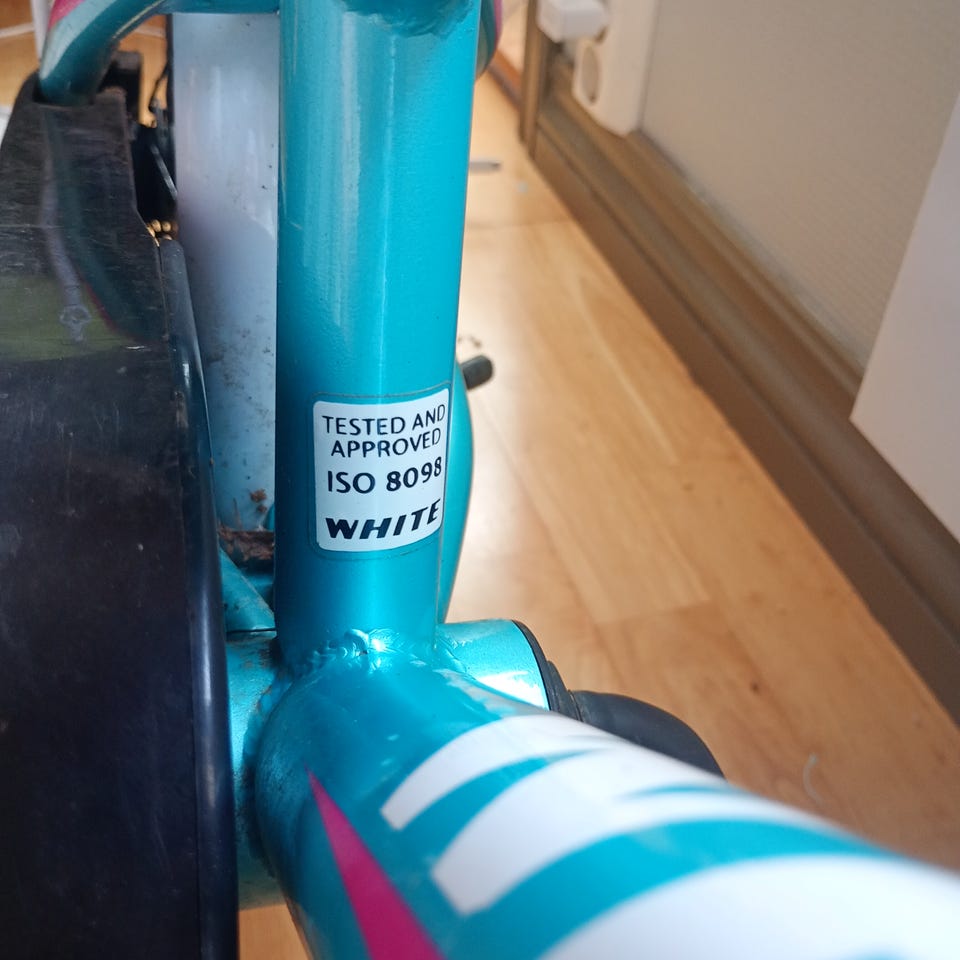 TESTED AND
APPROVED
ISO 8098
WHITE